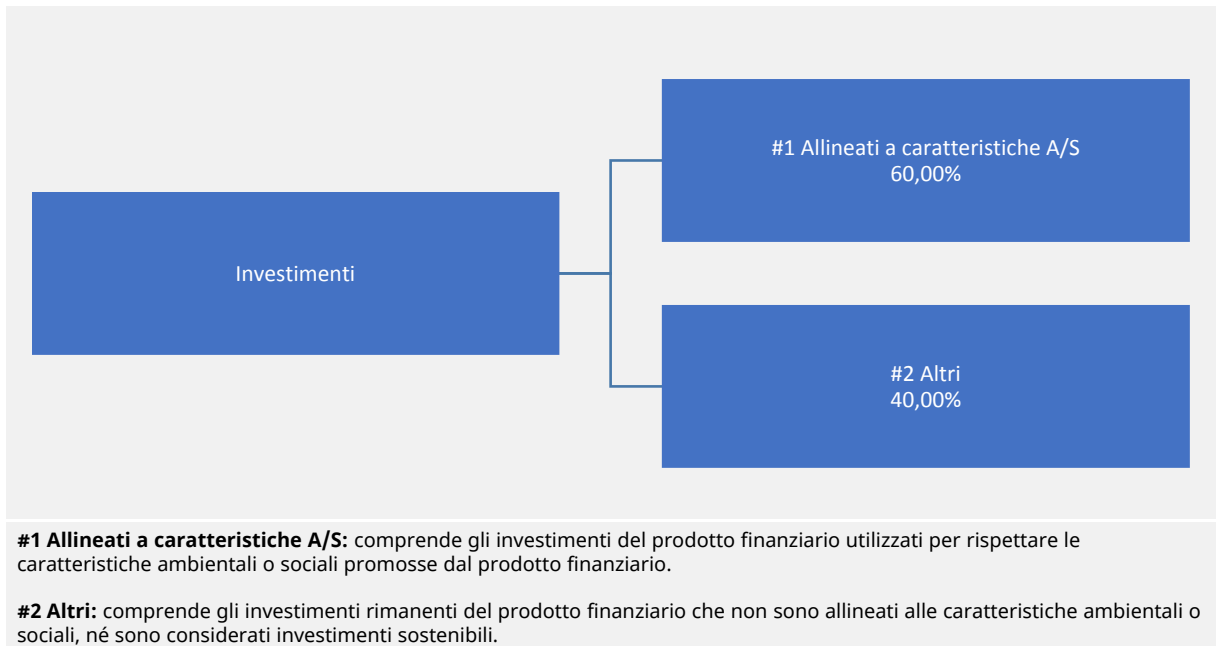 #1 Allineati a caratteristiche A/S
60,00%
Investimenti
#2 Altri
40,00%
#1 Allineati a caratteristiche A/S: comprende gli investimenti del prodotto finanziario utilizzati per rispettare le
caratteristiche ambientali o sociali promosse dal prodotto finanziario.
#2 Altri: comprende gli investimenti rimanenti del prodotto finanziario che non sono allineati alle caratteristiche ambientali o
sociali, né sono considerati investimenti sostenibili.